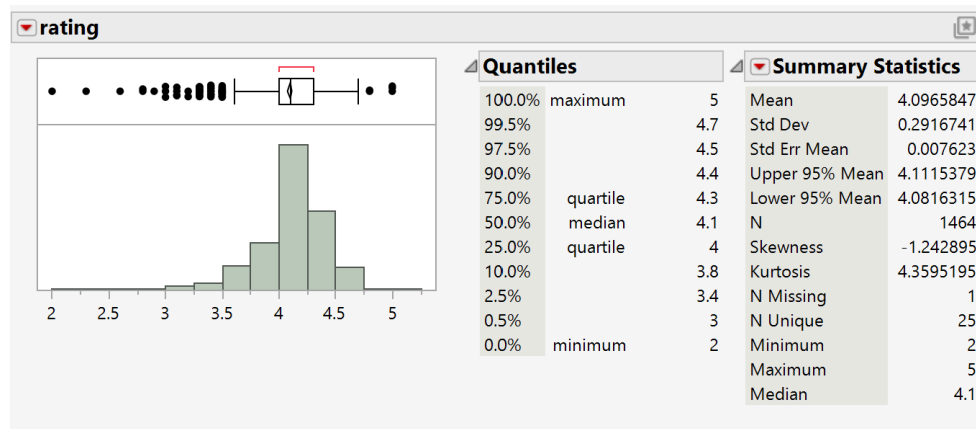 rating
2 2.5 3 3.5 4 4.5 5
Quantiles
100.0% maximum 5
99.5% 4.7
97.5% 4.5
90.0% 4.4
75.0% quartile 4.3
50.0% median 4.1
25.0% quartile 4
10.0% 3.8
2.5% 3.4
0.5% 3
0.0% minimum 2
Summary Statistics
Mean 4.0965847
Std Dev 0.2916741
Std Err Mean 0.007623
Upper 95% Mean 4.1115379
Lower 95% Mean 4.0816315
N 1464
Skewness -1.242895
Kurtosis 4.3595195
N Missing 1
N Unique 25
Minimum 2
Maximum 5
Median 4.1